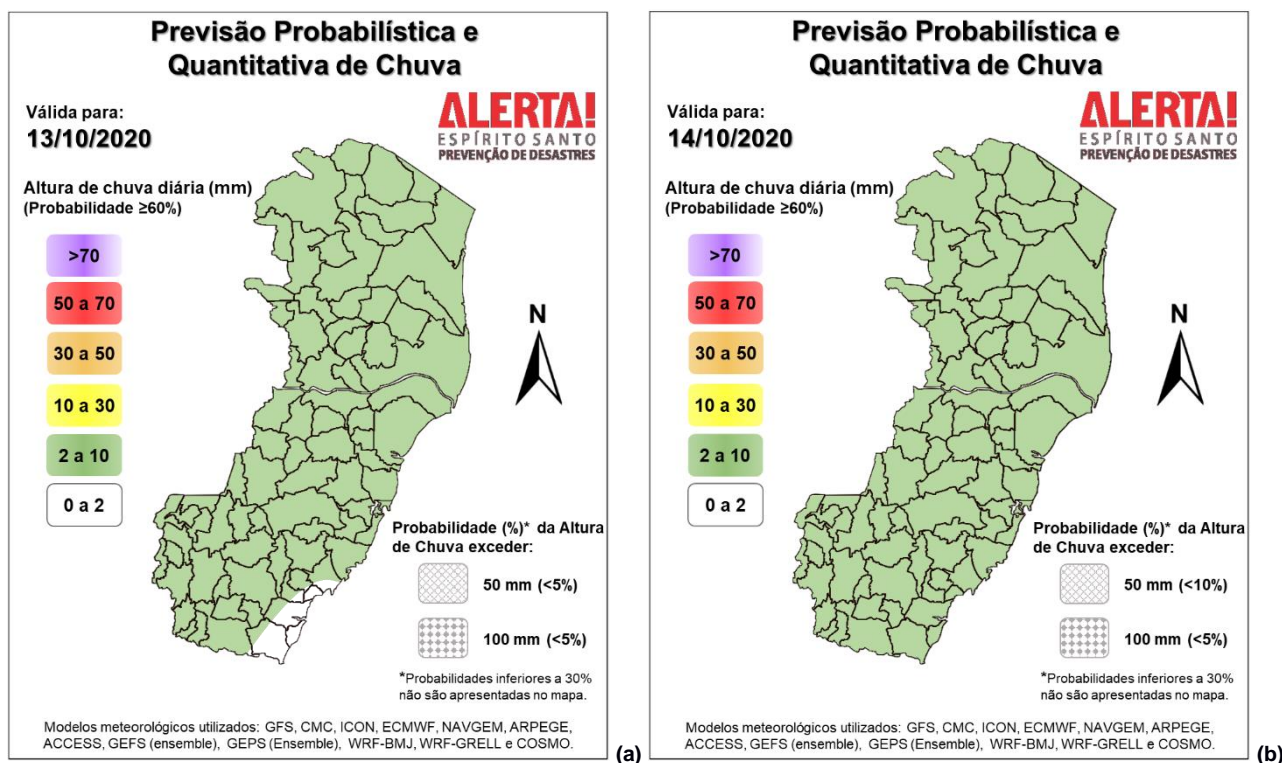 Previsão Probabilística e
Quantitativa de Chuva
Válida para:
13/10/2020
ALERTA!
ESPÍRITO SANTO
PREVENÇÃO DE DESASTRES
Altura de chuva diária (mm)
(Probabilidade ≥60%)
>70
50 a 70
30 a 50
10 a 30
2 a 10
0 a 2
N
Probabilidade (%)* da Altura
de Chuva exceder:
50 mm (<5%)
100 mm (<5%)
*Probabilidades inferiores a 30%
não são apresentadas no mapa.
Modelos meteorológicos utilizados: GFS, CMC, ICON, ECMWF, NAVGEM, ARPEGE,
ACCESS, GEFS (ensemble), GEPS (Ensemble), WRF-BMJ, WRF-GRELL e COSMO.
(a)
Previsão Probabilística e
Quantitativa de Chuva
Válida para:
14/10/2020
ALERTA!
ESPÍRITO SANTO
PREVENÇÃO DE DESASTRES
Altura de chuva diária (mm)
(Probabilidade ≥60%)
>70
50 a 70
30 a 50
10 a 30
2 a 10
0 a 2
N
Probabilidade (%)* da Altura
de Chuva exceder:
50 mm (<10%)
100 mm (<5%)
*Probabilidades inferiores a 30%
não são apresentadas no mapa.
Modelos meteorológicos utilizados: GFS, CMC, ICON, ECMWF, NAVGEM, ARPEGE,
ACCESS, GEFS (ensemble), GEPS (Ensemble), WRF-BMJ, WRF-GRELL e COSMO.
(b)